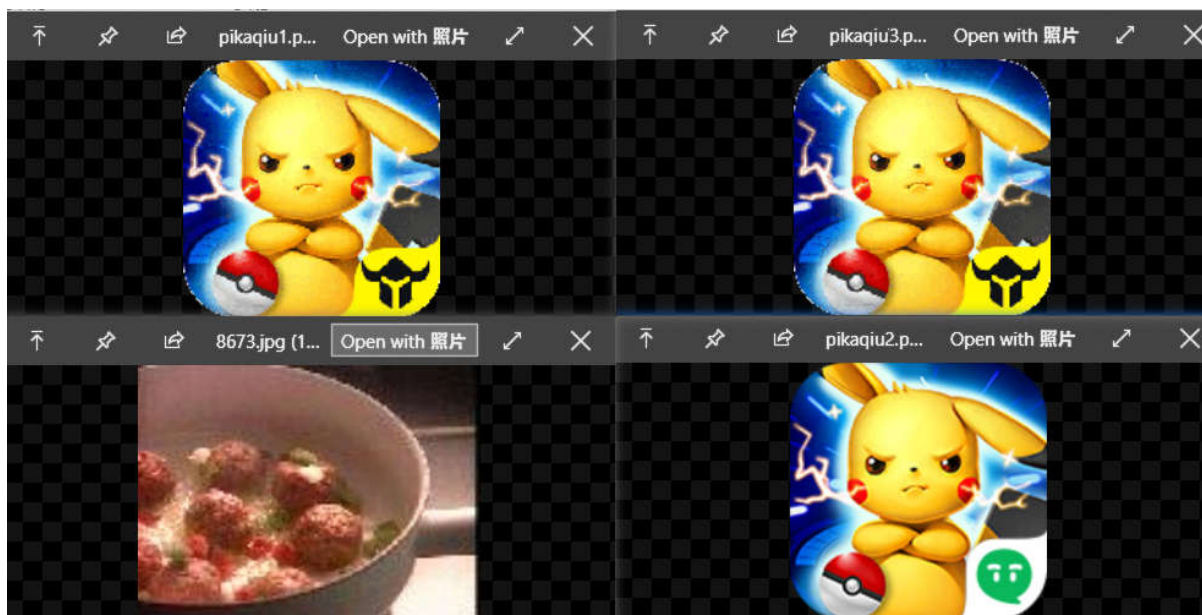 pikaqiu1.p... Open with 照片
pikaqiu3.p... Open with 照片
8673.jpg (1... Open with 照片
pikaqiu2.p... Open with 照片